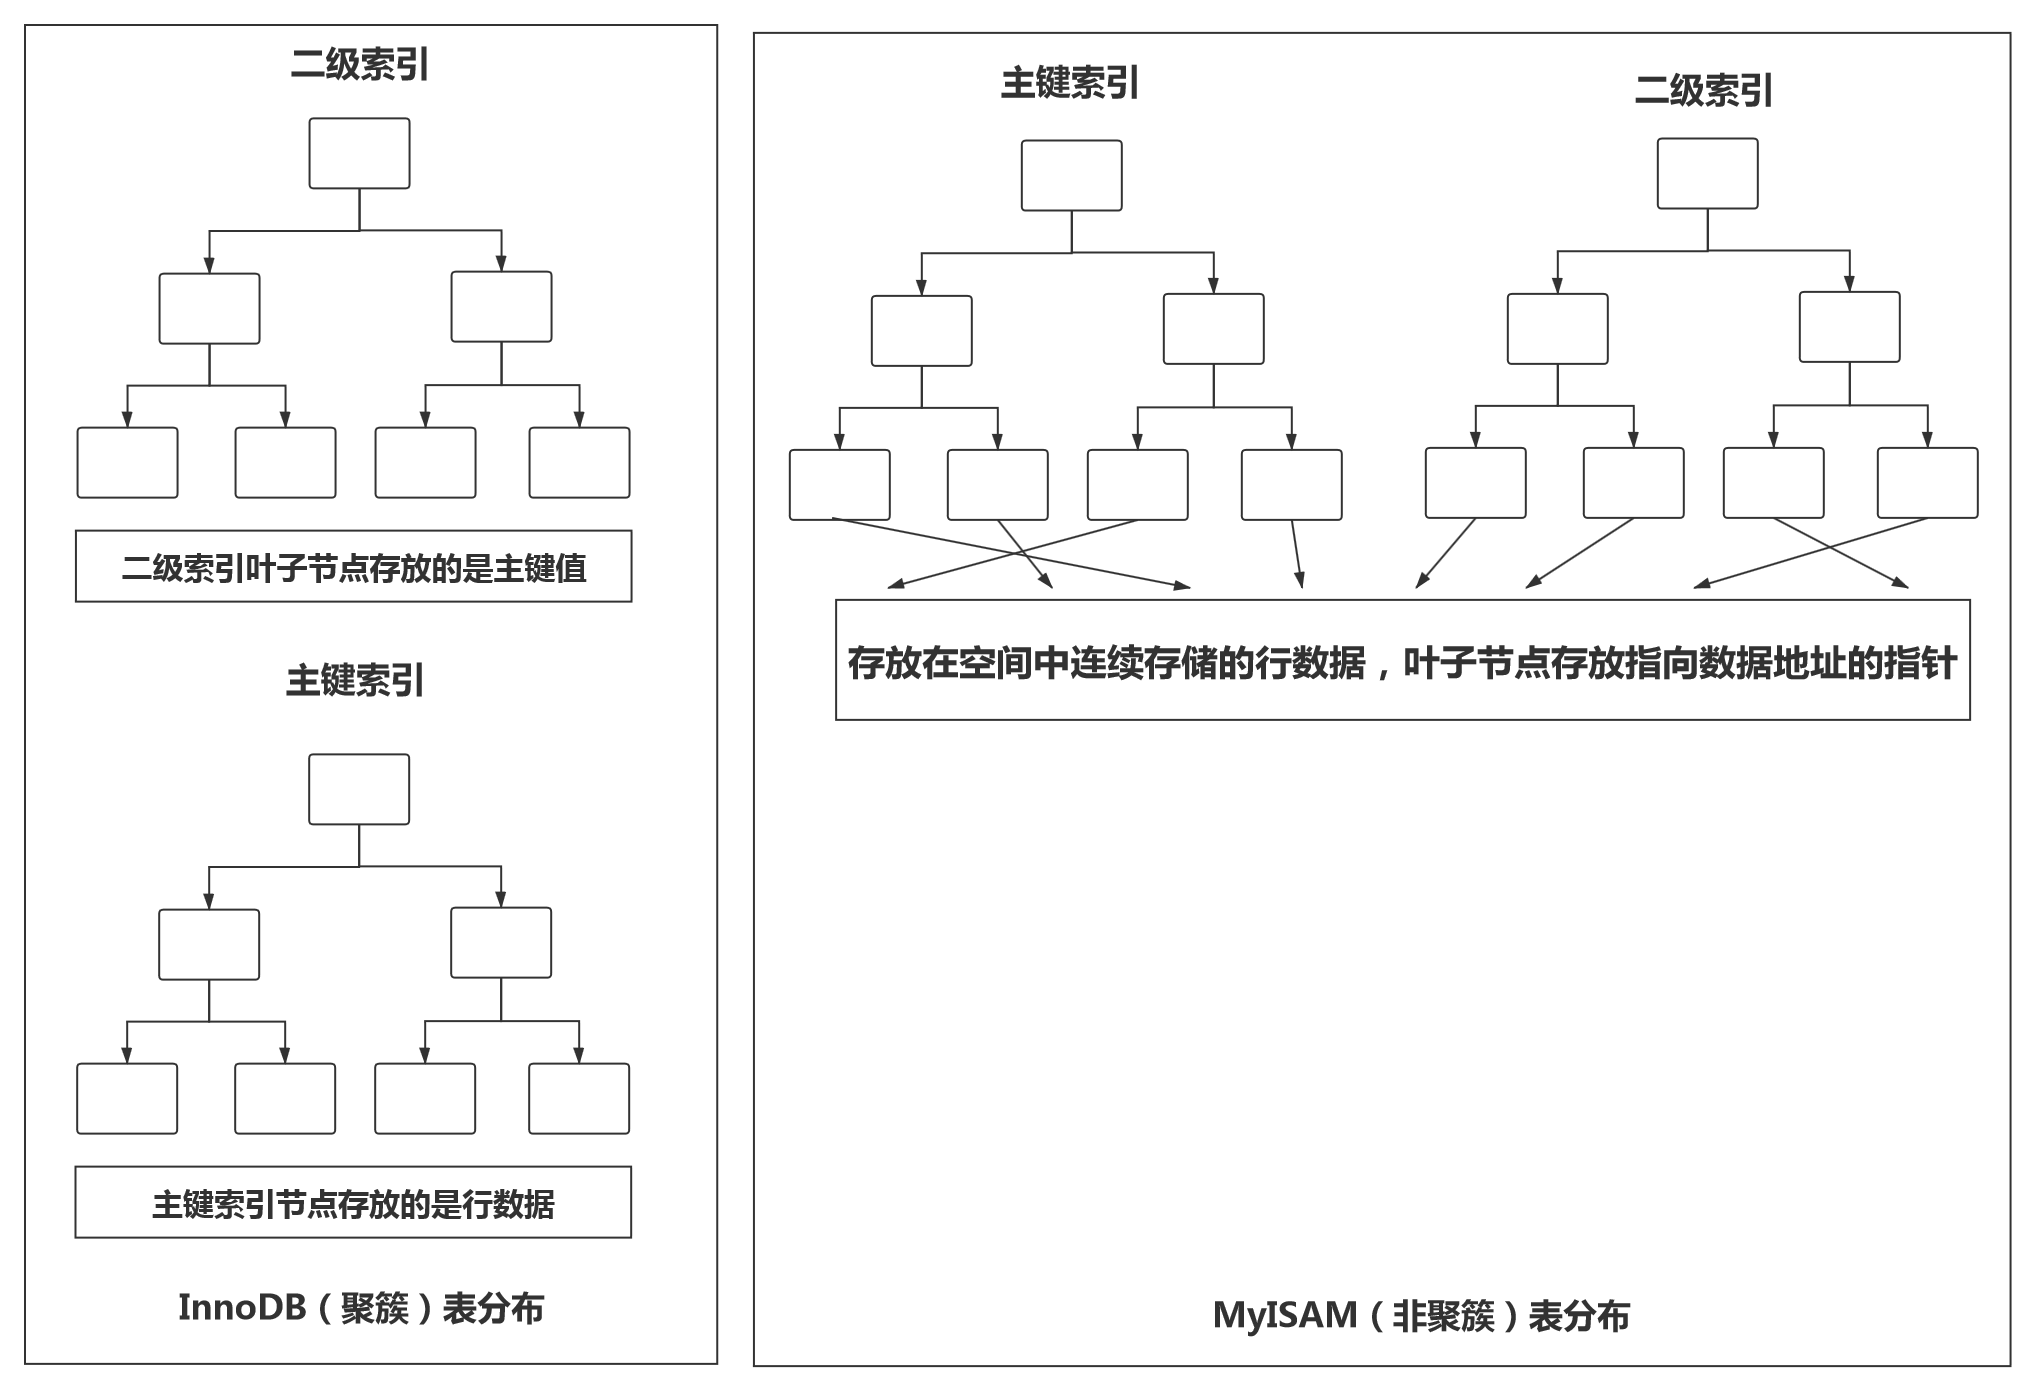 二级索引
二级索引叶子节点存放的是主键值
主键索引
主键索引节点存放的是行数据
InnoDB（聚簇）表分布
主键索引
二级索引
存放在空间中连续存储的行数据，叶子节点存放指向数据地址的指针
MyISAM（非聚簇）表分布